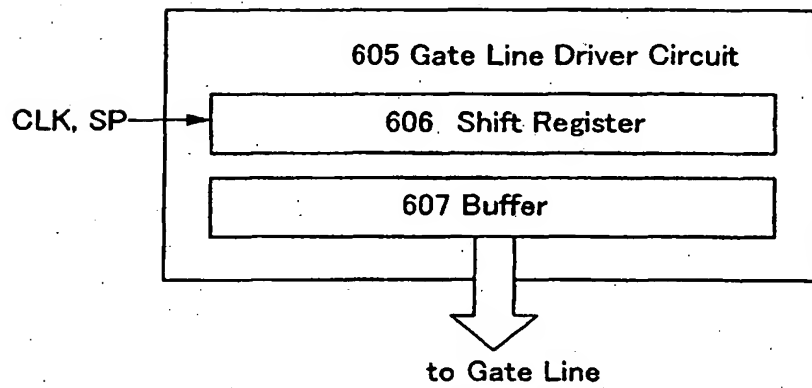 605 Gate Line Driver Circuit
CLK, SP
606 Shift Register
607 Buffer
to Gate Line